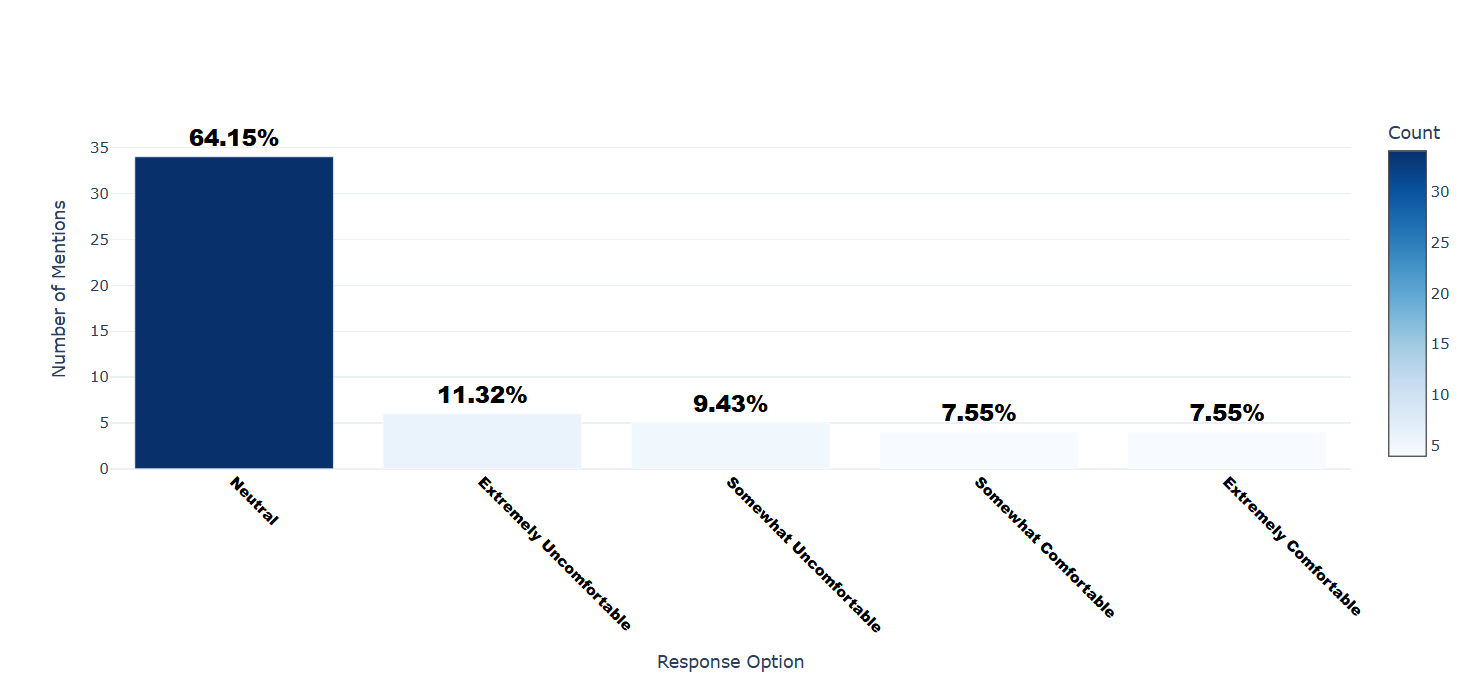 64.15%
11.32%
9.43%
7.55%
7.55%
Number of Mentions
35
30
25
20
15
10
5
0
Neutral
Extremely Uncomfortable
Somewhat Uncomfortable
Somewhat Comfortable
Extremely Comfortable
Response Option
Count
30
25
20
15
10
5